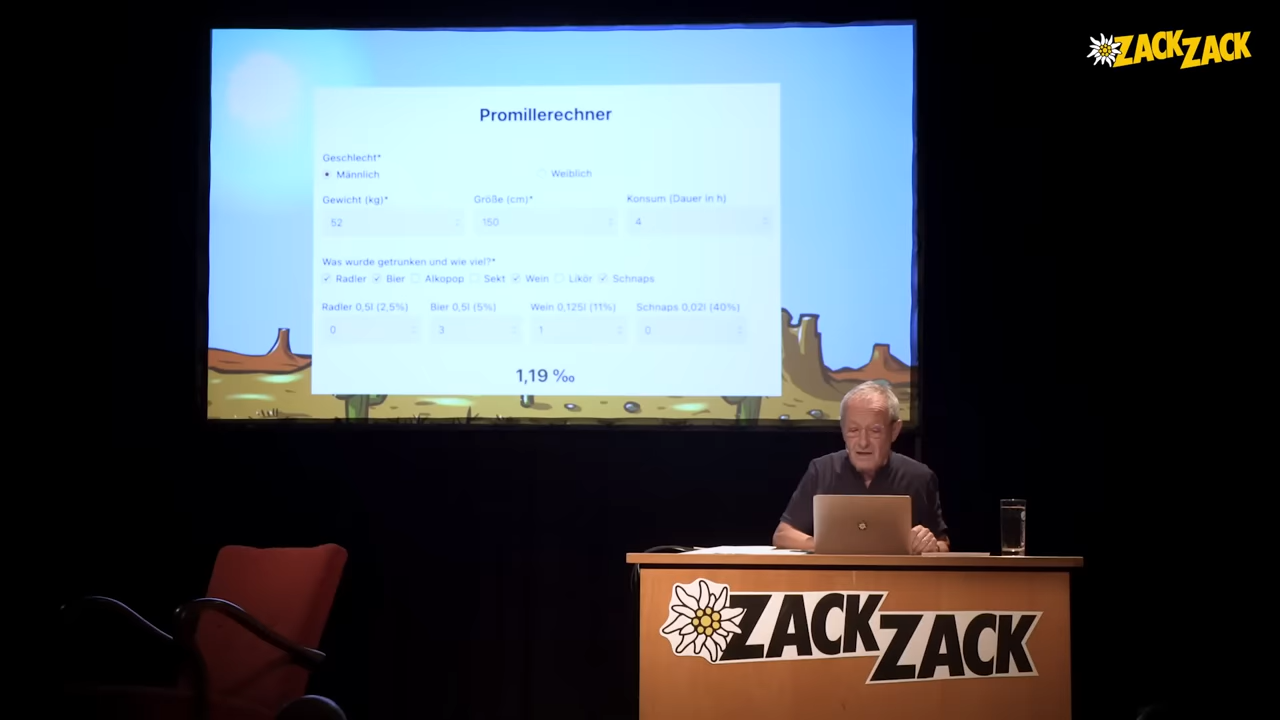 ZACKZACK
Promillerechner
Geschlecht*
Männlich Weiblich
Gewicht (kg)* Größe (cm)* Konsum (Dauer in h)
52 150 4
Was wurde getrunken und wie viel?*
Radler Bier Alkopop Sekt Wein Likör Schnaps
Radler 0,5l (2,5%) Bier 0,5l (5%) Wein 0,125l (11%) Schnaps 0,02l (40%)
0 3 1 0
1,19 ‰
ZACKZACK